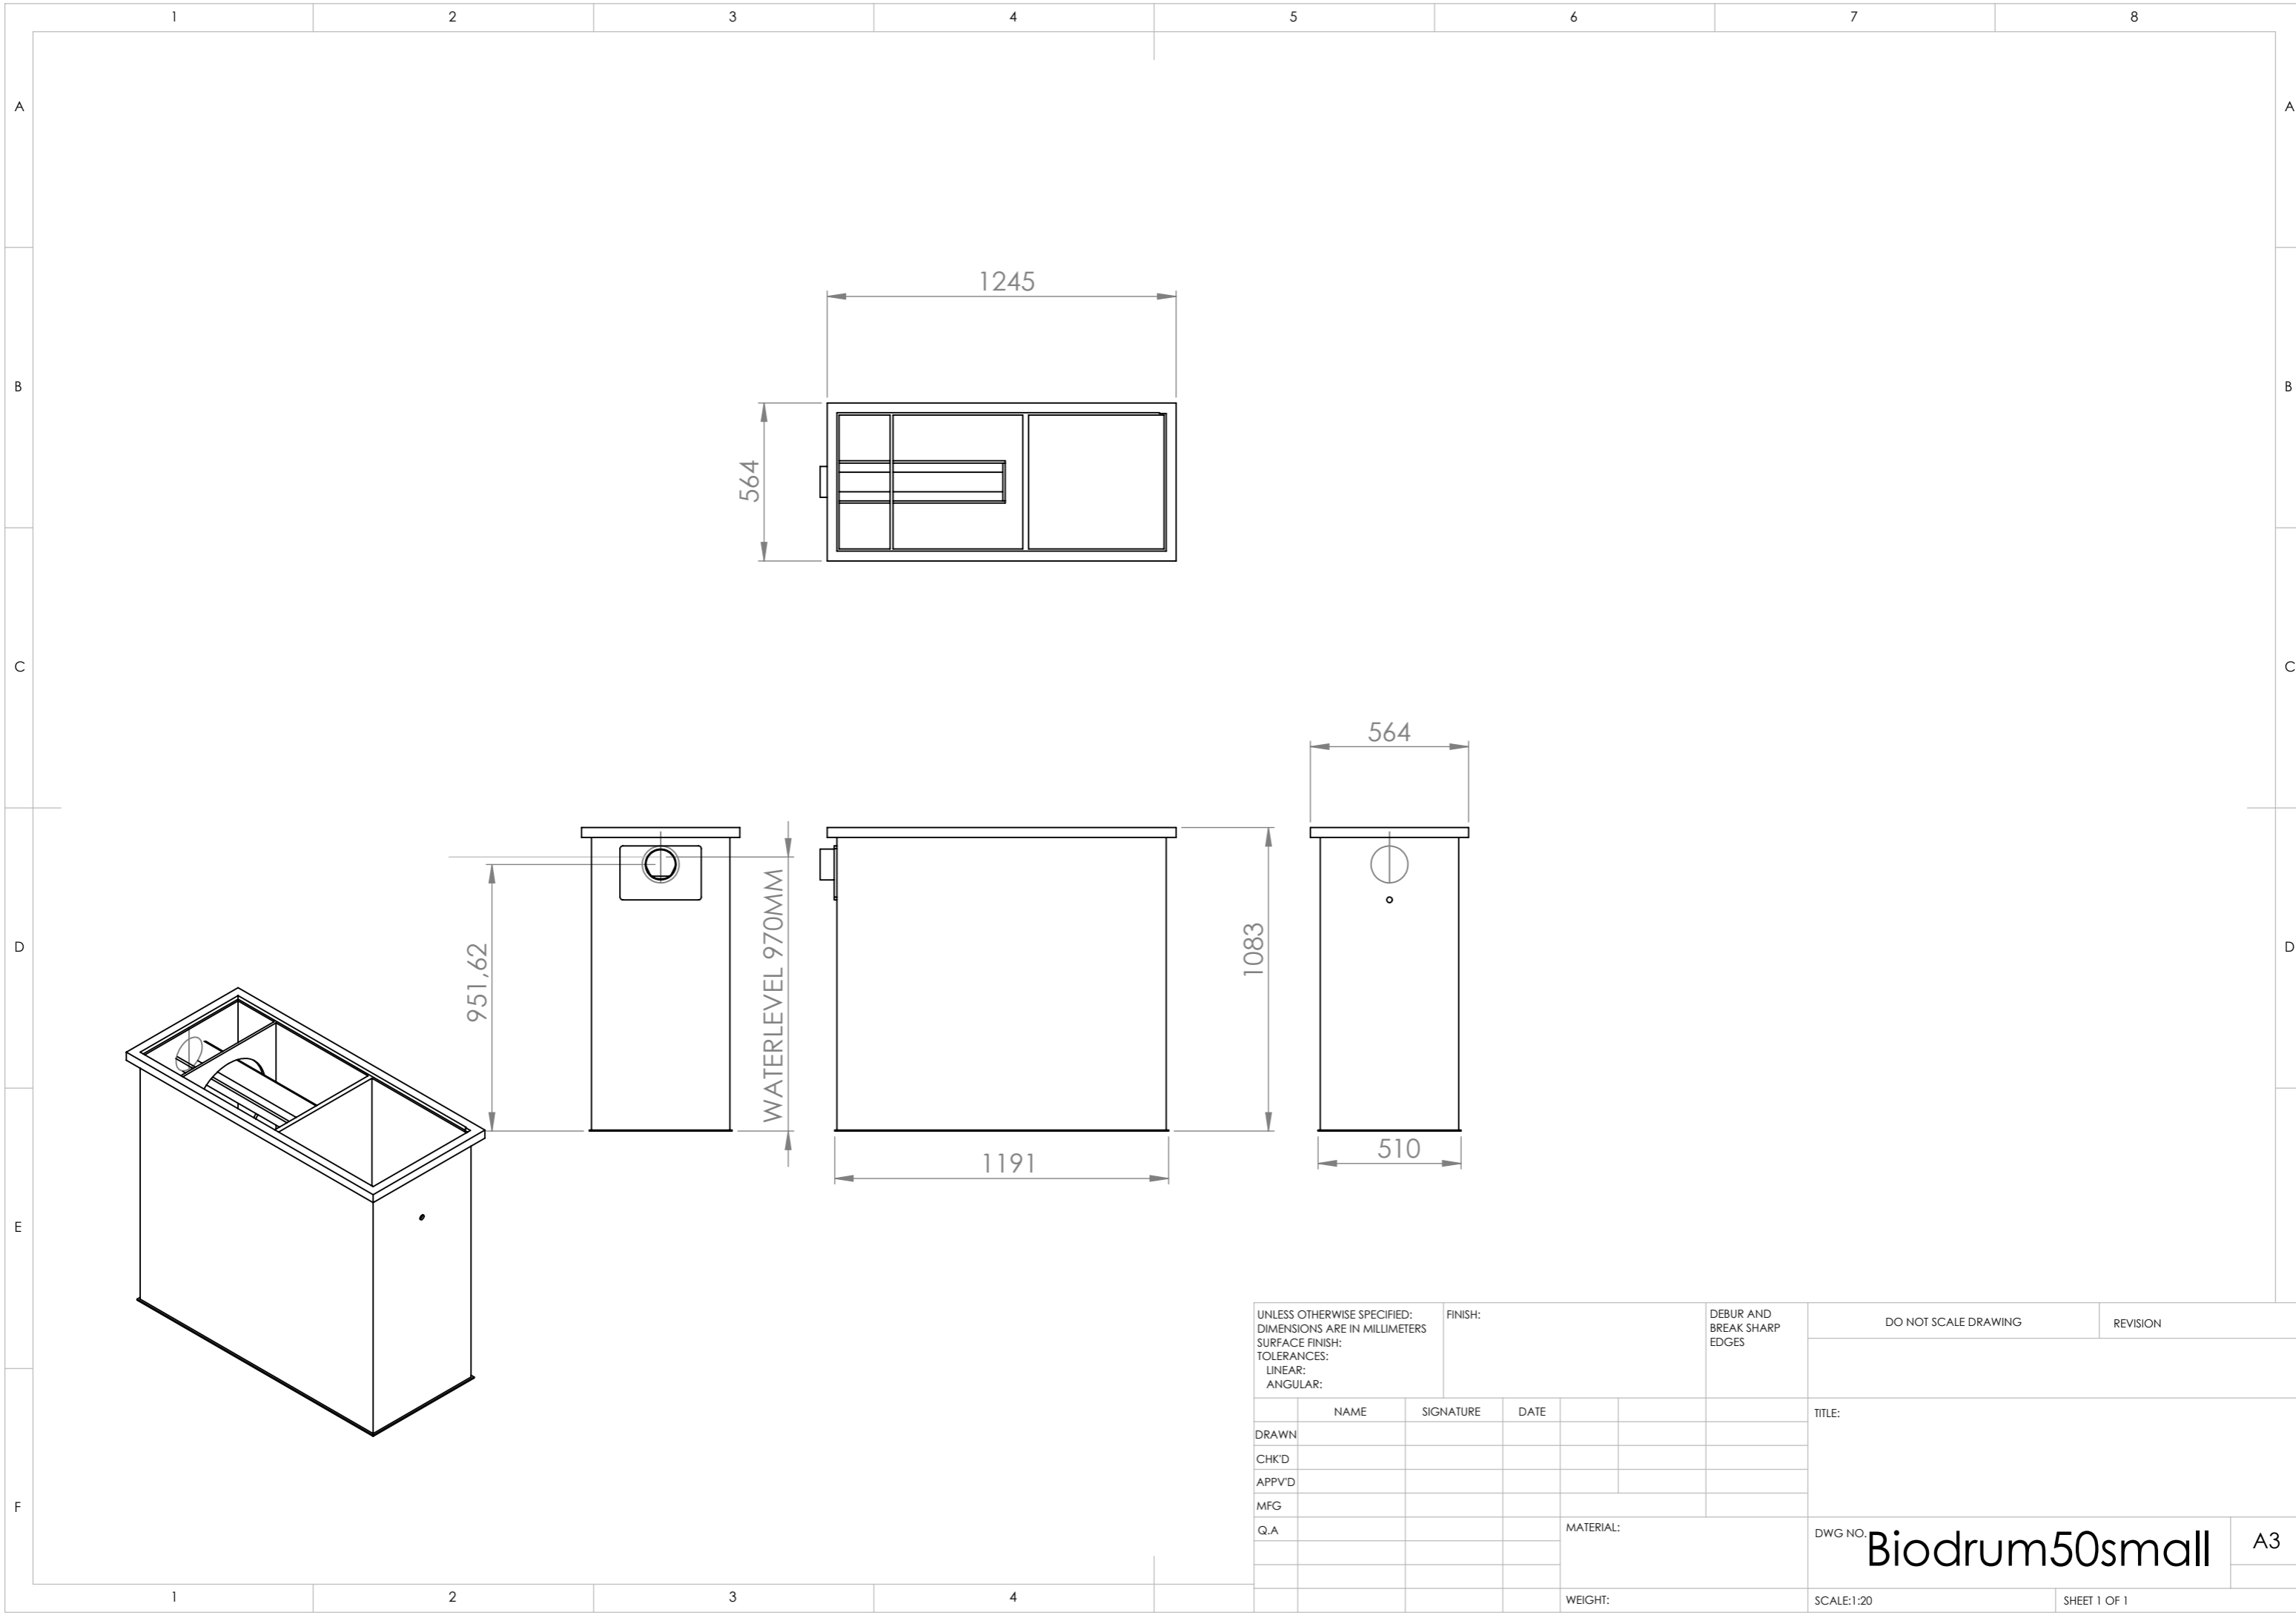 1 2 3 4 5 6 7 8
A A
1245
B B
564
C C
564
951,62
WATERLEVEL 970MM
1083
D D
1191
510
E
UNLESS OTHERWISE SPECIFIED:
DIMENSIONS ARE IN MILLIMETERS
SURFACE FINISH:
TOLERANCES:
LINEAR:
ANGULAR:
FINISH:
DEBUR AND
BREAK SHARP
EDGES
DO NOT SCALE DRAWING
REVISION
NAME SIGNATURE DATE
TITLE:
DRAWN
CHK'D
APPV'D
MFG
Q.A
F
MATERIAL:
DWG NO.
Biodrum50small
A3
WEIGHT:
SCALE:1:20
SHEET 1 OF 1
1 2 3 4